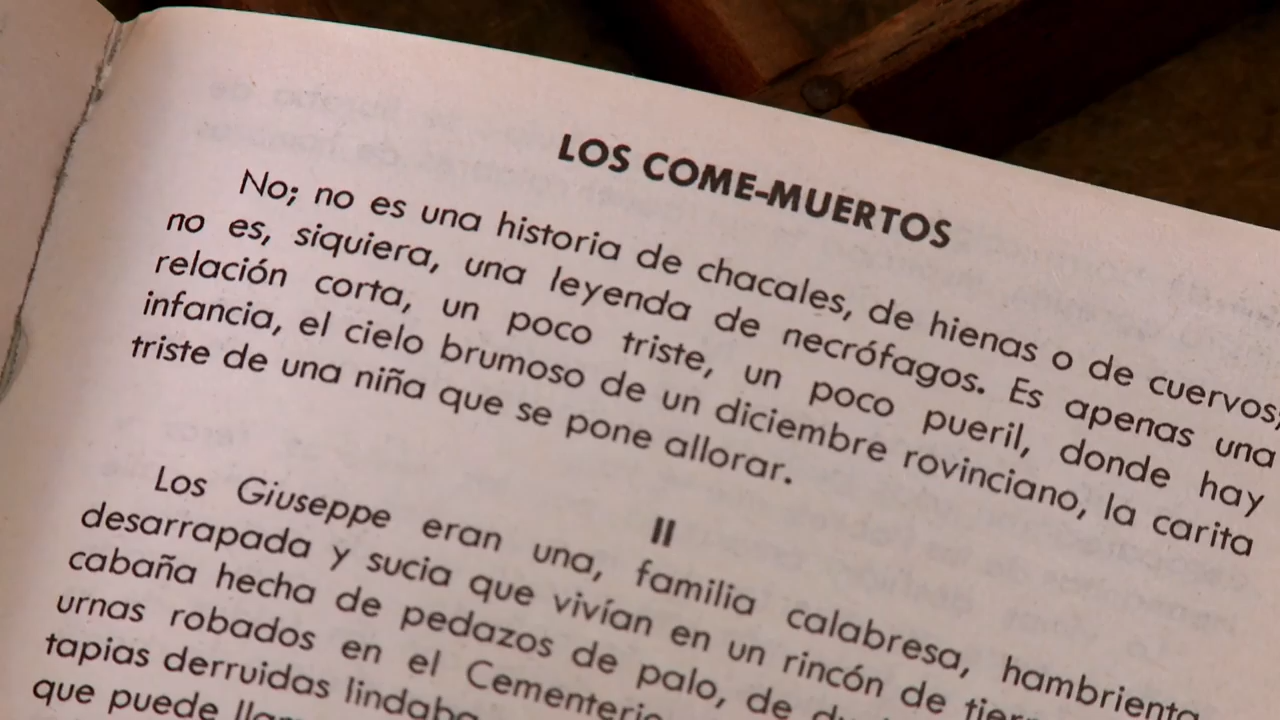 LOS COME-MUERTOS
No; no es una historia de chacales, de hienas o de cuervos;
no es, siquiera, una leyenda de necrófagos. Es apenas una
relación corta, un poco triste, un poco pueril, donde hay
infancia, el cielo brumoso de un diciembre rovinciano, la carita
triste de una niña que se pone allorar.
II
Los Giuseppe eran una, familia calabresa, hambrienta
desarrapada y sucia que vivían en un rincón de
cabaña hecha de pedazos de palo, de
urnas robados en el Cementerio
tapias derruidas lindaba
que puede